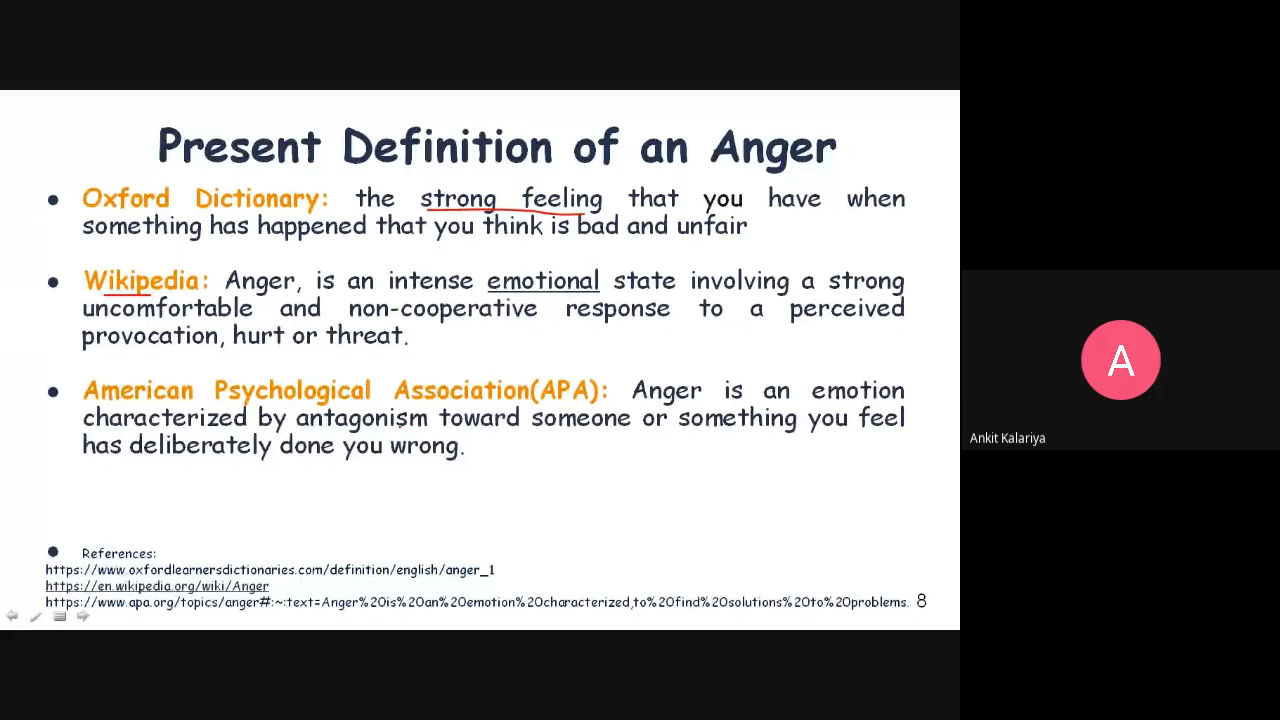 Present Definition of an Anger
● Oxford Dictionary: the strong feeling that you have when
something has happened that you think is bad and unfair
● Wikipedia: Anger, is an intense emotional state involving a strong
uncomfortable and non-cooperative response to a perceived
provocation, hurt or threat.
● American Psychological Association(APA): Anger is an emotion
characterized by antagonism toward someone or something you feel
has deliberately done you wrong.
A
Ankit Kalariya
● References:
https://www.oxfordlearnersdictionaries.com/definition/english/anger_1
https://en.wikipedia.org/wiki/Anger
https://www.apa.org/topics/anger#:~:text=Anger%20is%20an%20emotion%20characterized,to%20find%20solutions%20to%20problems. 8